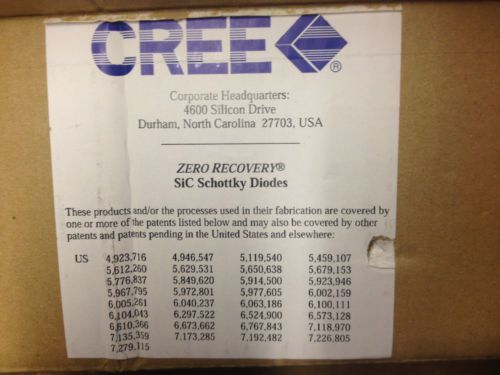 CREE ®
Corporate Headquarters:
4600 Silicon Drive
Durham, North Carolina 27703, USA
ZERO RECOVERY®
SiC Schottky Diodes
These products and/or the processes used in their fabrication are covered by
one or more of the patents listed below and may also be covered by other
patents and patents pending in the United States and elsewhere:
US 4,923,716 4,946,547 5,119,540 5,459,107
5,612,260 5,629,531 5,650,638 5,679,153
5,776,837 5,849,620 5,914,500 5,923,946
5,967,795 5,972,801 5,977,605 6,002,159
6,005,261 6,040,237 6,063,186 6,100,111
6,104,043 6,297,522 6,524,900 6,573,128
6,610,366 6,673,662 6,767,843 7,118,970
7,135,359 7,173,285 7,192,482 7,226,805
7,279,115